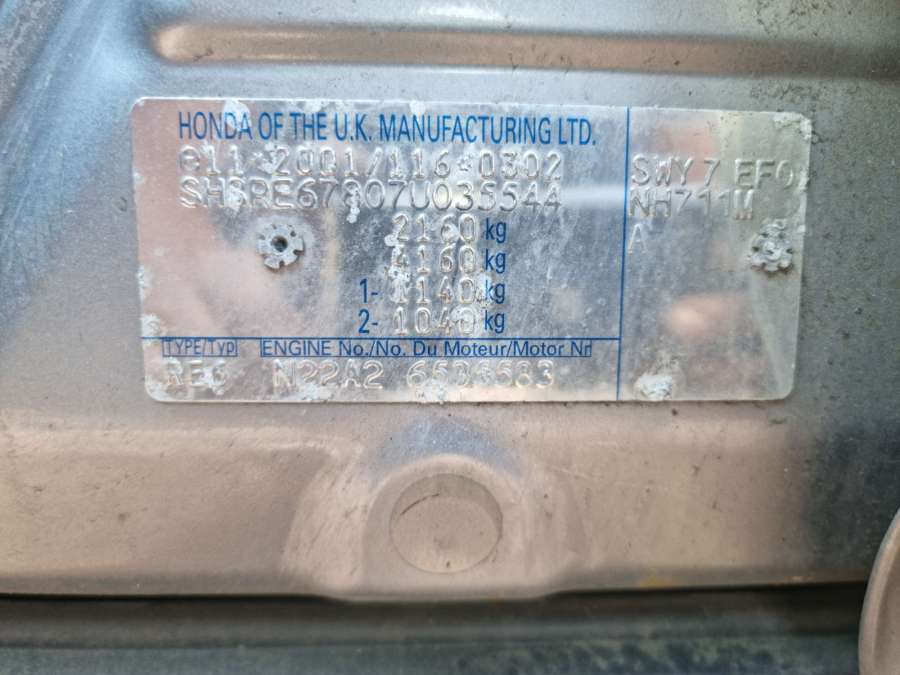 HONDA OF THE U.K. MANUFACTURING LTD.
e11*2001/116*0302
SHSRE67807U035544
2160 kg
4160 kg
1- 1140 kg
2- 1040 kg
TYPE/TYP ENGINE No./No. Du Moteur/Motor Nr
N22A2
SWY 7 EF0
NH711M
A